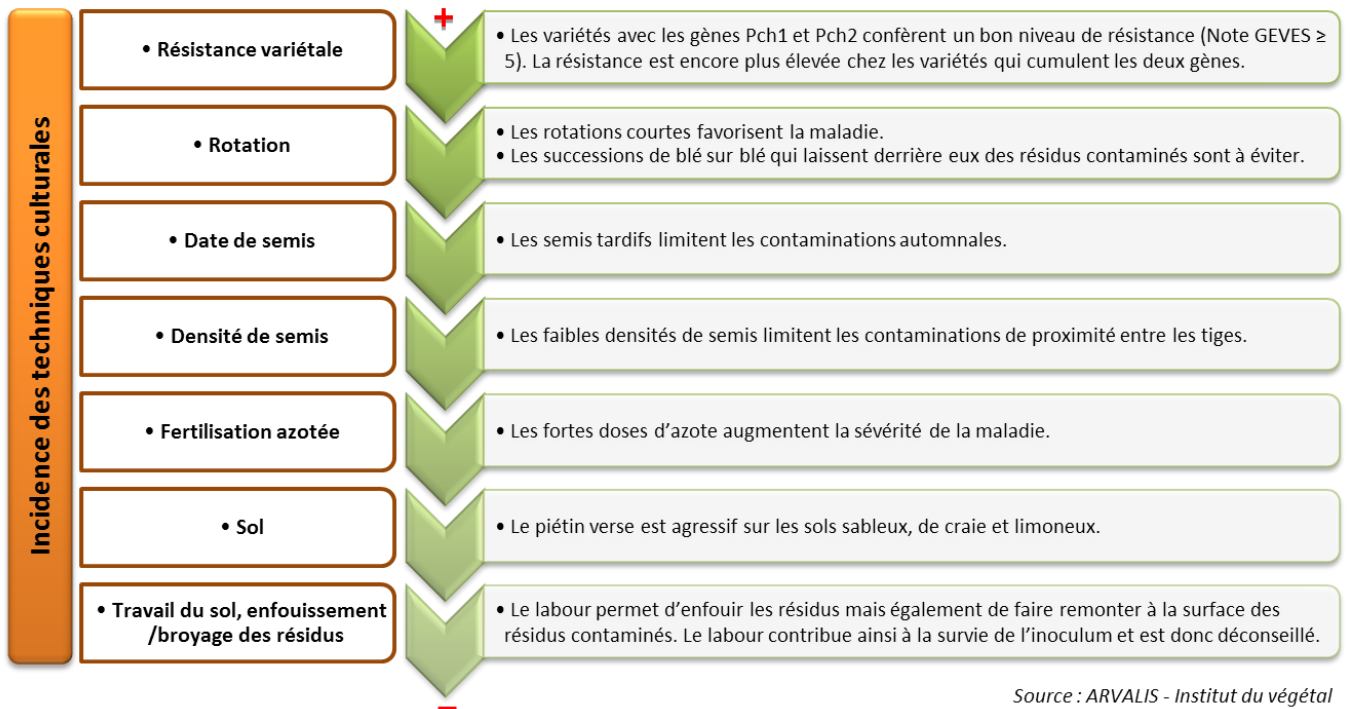 Incidence des techniques culturales
+
• Résistance variétale
• Les variétés avec les gènes Pch1 et Pch2 confèrent un bon niveau de résistance (Note GEVES ≥
5). La résistance est encore plus élevée chez les variétés qui cumulent les deux gènes.
• Rotation
• Les rotations courtes favorisent la maladie.
• Les successions de blé sur blé qui laissent derrière eux des résidus contaminés sont à éviter.
• Date de semis
• Les semis tardifs limitent les contaminations automnales.
• Densité de semis
• Les faibles densités de semis limitent les contaminations de proximité entre les tiges.
• Fertilisation azotée
• Les fortes doses d’azote augmentent la sévérité de la maladie.
• Sol
• Le piétin verse est agressif sur les sols sableux, de craie et limoneux.
• Travail du sol, enfouissement
/broyage des résidus
• Le labour permet d’enfouir les résidus mais également de faire remonter à la surface des
résidus contaminés. Le labour contribue ainsi à la survie de l’inoculum et est donc déconseillé.
–
Source : ARVALIS - Institut du végétal